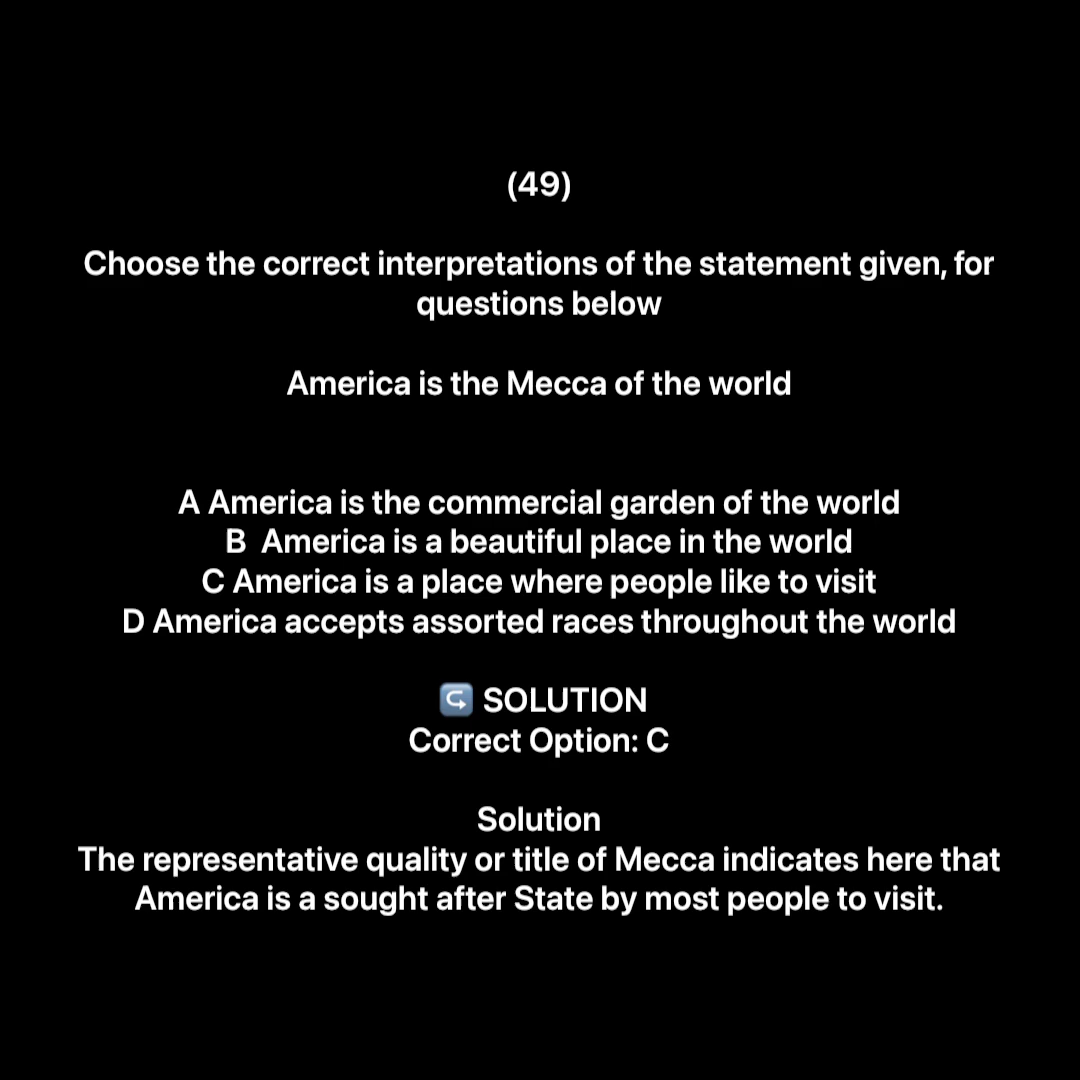 (49)
Choose the correct interpretations of the statement given, for
questions below
America is the Mecca of the world
A America is the commercial garden of the world
B  America is a beautiful place in the world
C America is a place where people like to visit
D America accepts assorted races throughout the world
↪️ SOLUTION
Correct Option: C
Solution
The representative quality or title of Mecca indicates here that
America is a sought after State by most people to visit.